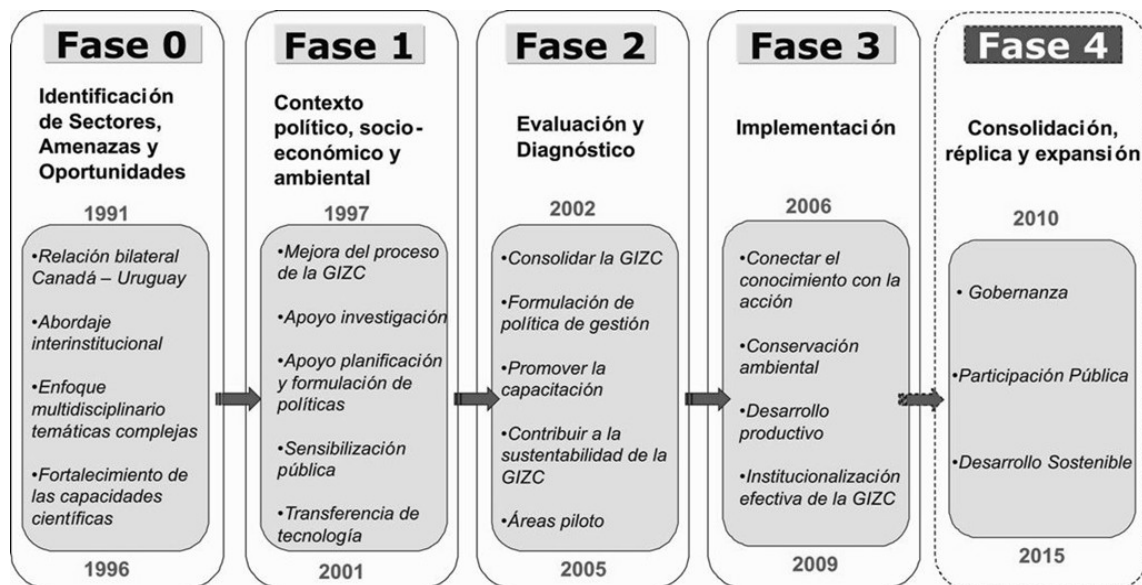 Fase 0
Identificación
de Sectores,
Amenazas y
Oportunidades
1991
•Relación bilateral
Canadá – Uruguay
•Abordaje
interinstitucional
•Enfoque
multidisciplinario
temáticas complejas
•Fortalecimiento de
las capacidades
científicas
1996
Fase 1
Contexto
político, socio-
económico y
ambiental
1997
•Mejora del proceso
de la GIZC
•Apoyo investigación
•Apoyo planificación
y formulación de
políticas
•Sensibilización
pública
•Transferencia de
tecnología
2001
Fase 2
Evaluación y
Diagnóstico
2002
•Consolidar la GIZC
•Formulación de
política de gestión
•Promover la
capacitación
•Contribuir a la
sustentabilidad de la
GIZC
•Áreas piloto
2005
Fase 3
Implementación
2006
•Conectar el
conocimiento con la
acción
•Conservación
ambiental
•Desarrollo
productivo
•Institucionalización
efectiva de la GIZC
2009
Fase 4
Consolidación,
réplica y expansión
2010
• Gobernanza
•Participación Pública
•Desarrollo Sostenible
2015